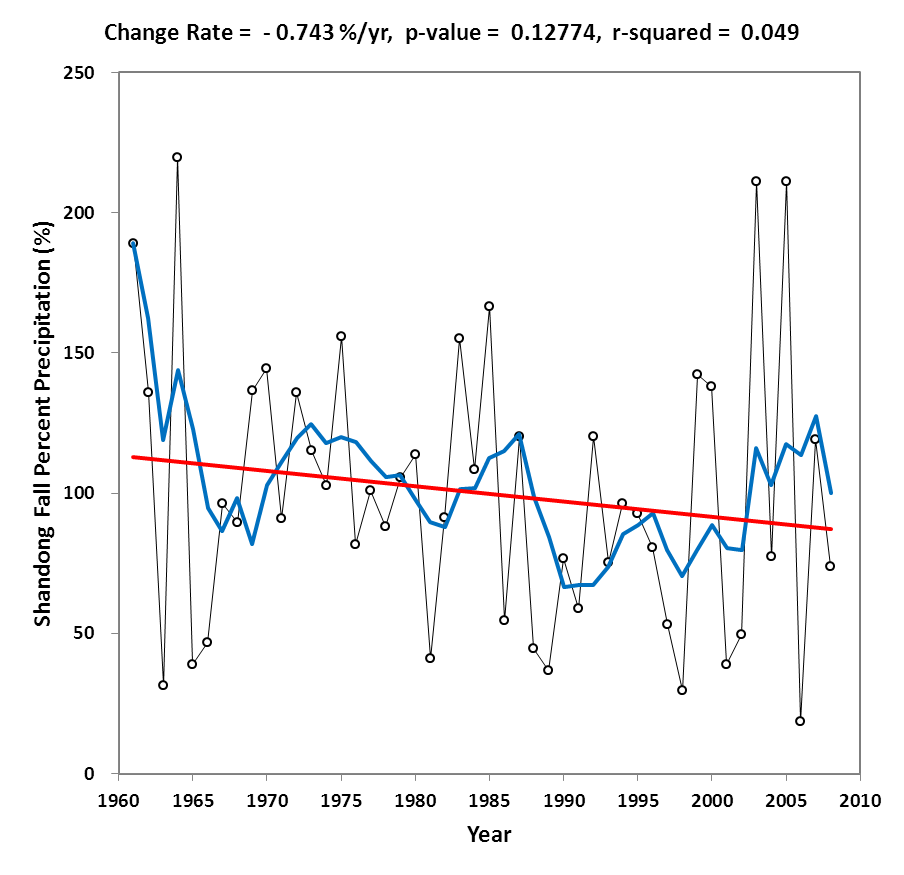 Change Rate = - 0.743 %/yr, p-value = 0.12774, r-squared = 0.049
Shandong Fall Percent Precipitation (%)
250
200
150
100
50
0
1960 1965 1970 1975 1980 1985 1990 1995 2000 2005 2010
Year